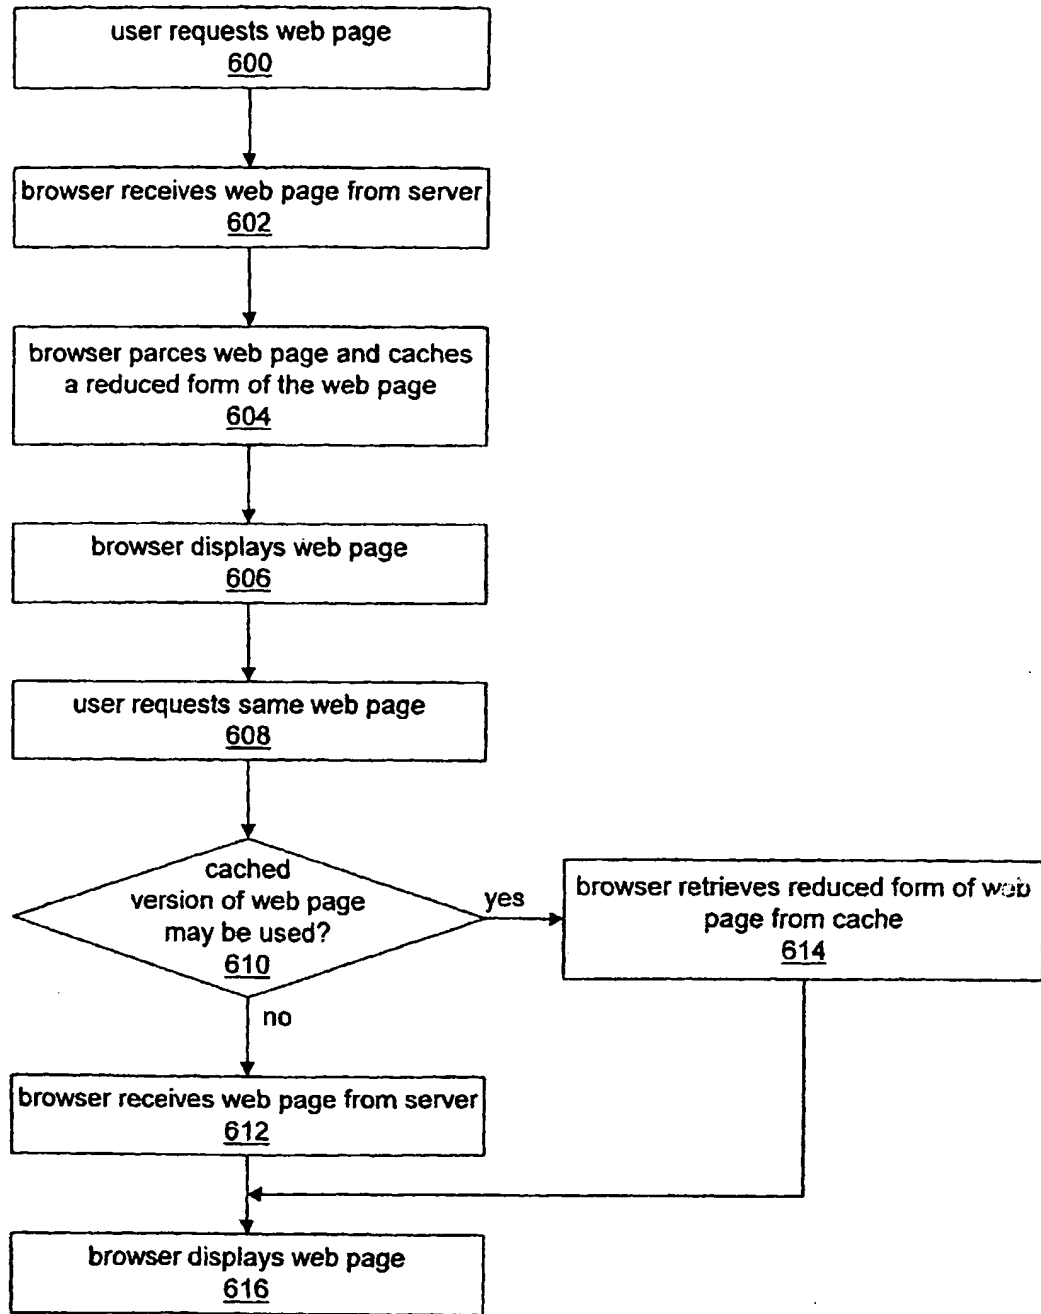 user requests web page
600
browser receives web page from server
602
browser parces web page and caches
a reduced form of the web page
604
browser displays web page
606
user requests same web page
608
cached
version of web page
may be used?
610
yes
browser retrieves reduced form of web
page from cache
614
no
browser receives web page from server
612
browser displays web page
616